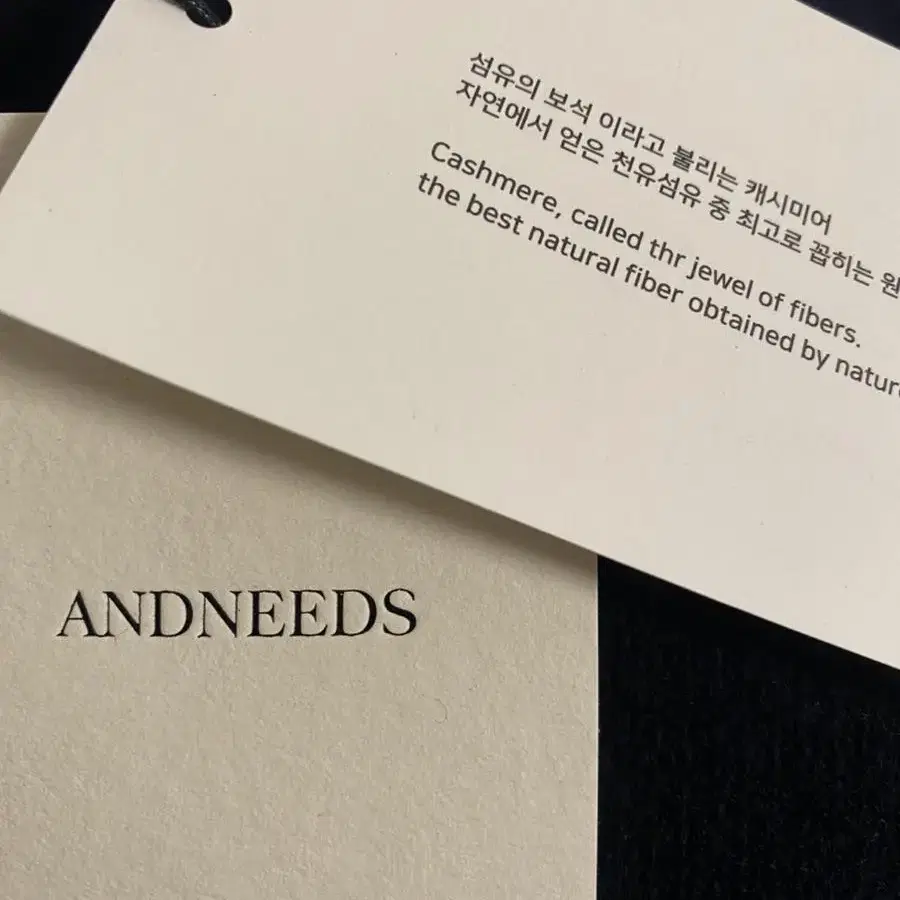 섬유의 보석 이라고 불리는 캐시미어
자연에서 얻은 천유섬유 중 최고로 꼽히는 원
Cashmere, called thr jewel of fibers.
the best natural fiber obtained by nature
ANDNEEDS